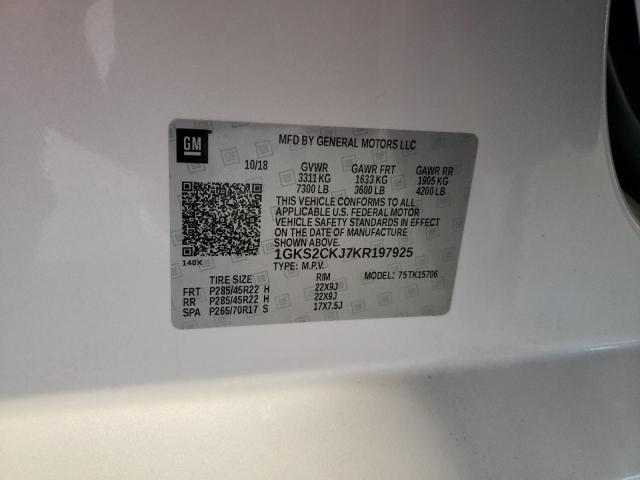 GM
MFD BY GENERAL MOTORS LLC
10/18 GVWR GAWR FRT GAWR RR
3311 KG 1633 KG 1905 KG
7300 LB 3600 LB 4200 LB
THIS VEHICLE CONFORMS TO ALL
APPLICABLE U.S. FEDERAL MOTOR
VEHICLE SAFETY STANDARDS IN EFFECT
ON THE DATE OF MANUFACTURE
SHOWN ABOVE.
140X 1GKS2CKJ7KR197925
TYPE: M.P.V. MODEL: 7STK15706
TIRE SIZE RIM
FRT P285/45R22 H 22X9J
RR P285/45R22 H 22X9J
SPA P265/70R17 S 17X7.5J